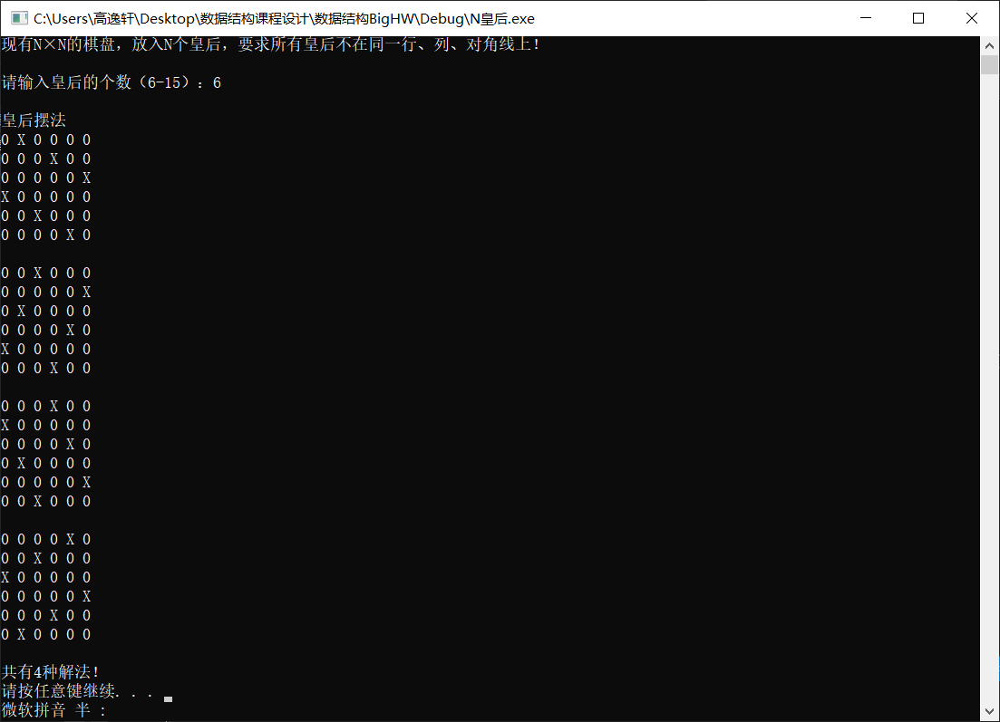 C:\Users\高逸轩\Desktop\数据结构课程设计\数据结构BigHW\Debug\N皇后.exe
现有N×N的棋盘，放入N个皇后，要求所有皇后不在同一行、列、对角线上！
请输入皇后的个数（6-15）：6
皇后摆法
0 X 0 0 0 0
0 0 0 X 0 0
0 0 0 0 0 X
X 0 0 0 0 0
0 0 X 0 0 0
0 0 0 0 X 0
0 0 X 0 0 0
0 0 0 0 0 X
0 X 0 0 0 0
0 0 0 0 X 0
X 0 0 0 0 0
0 0 0 X 0 0
0 0 0 X 0 0
X 0 0 0 0 0
0 0 0 0 X 0
0 X 0 0 0 0
0 0 0 0 0 X
0 0 X 0 0 0
0 0 0 0 X 0
0 0 X 0 0 0
X 0 0 0 0 0
0 0 0 0 0 X
0 0 0 X 0 0
0 X 0 0 0 0
共有4种解法！
请按任意键继续. . .
微软拼音 半 :